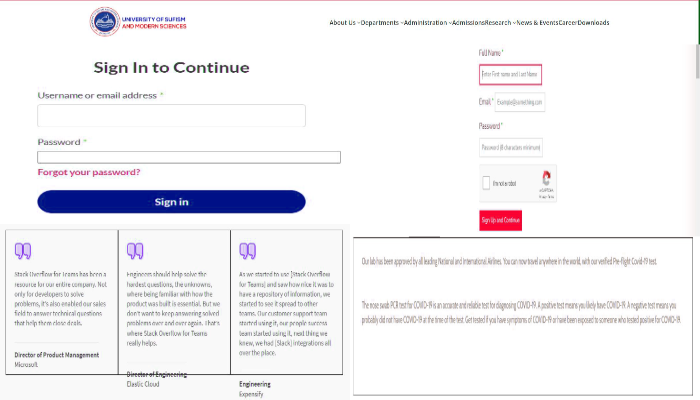 UNIVERSITY OF SUFISM
AND MODERN SCIENCES
About Us Departments Administration Admissions Research News & Events Career Downloads
Sign In to Continue
Username or email address *
Password *
Forgot your password?
Sign in
Full Name *
Enter First name and Last Name
Email * Example@something.com
Password *
Password (8 characters minimum)
I'm not a robot
reCAPTCHA
Privacy - Terms
Sign Up and Continue
Stack Overflow for Teams has been a
resource for our entire company. Not
only for developers to solve
problems, it's also enabled our sales
field to answer technical questions
that help them close deals.
Director of Product Management
Microsoft
Engineers should help solve the
hardest questions, the unknowns,
where being familiar with how the
product was built is essential. But we
don't want to keep answering solved
problems over and over again. That's
where Stack Overflow for Teams
really helps.
Director of Engineering
Elastic Cloud
As we started to use [Stack Overflow
for Teams] and saw how nice it was to
have a repository of information, we
started to see it spread to other
teams. Our customer support team
started using it, our people success
team started using it, next thing we
knew, we had [Slack] integrations all
over the place.
Engineering
Expensify
Our lab has been approved by all leading National and International Airlines. You can now travel anywhere in the world, with our verified Pre-flight Covid-19 test.
The nose swab PCR test for COVID-19 is an accurate and reliable test for diagnosing COVID-19. A positive test means you likely have COVID-19. A negative test means you
probably did not have COVID-19 at the time of the test. Get tested if you have symptoms of COVID-19 or have been exposed to someone who tested positive for COVID-19.